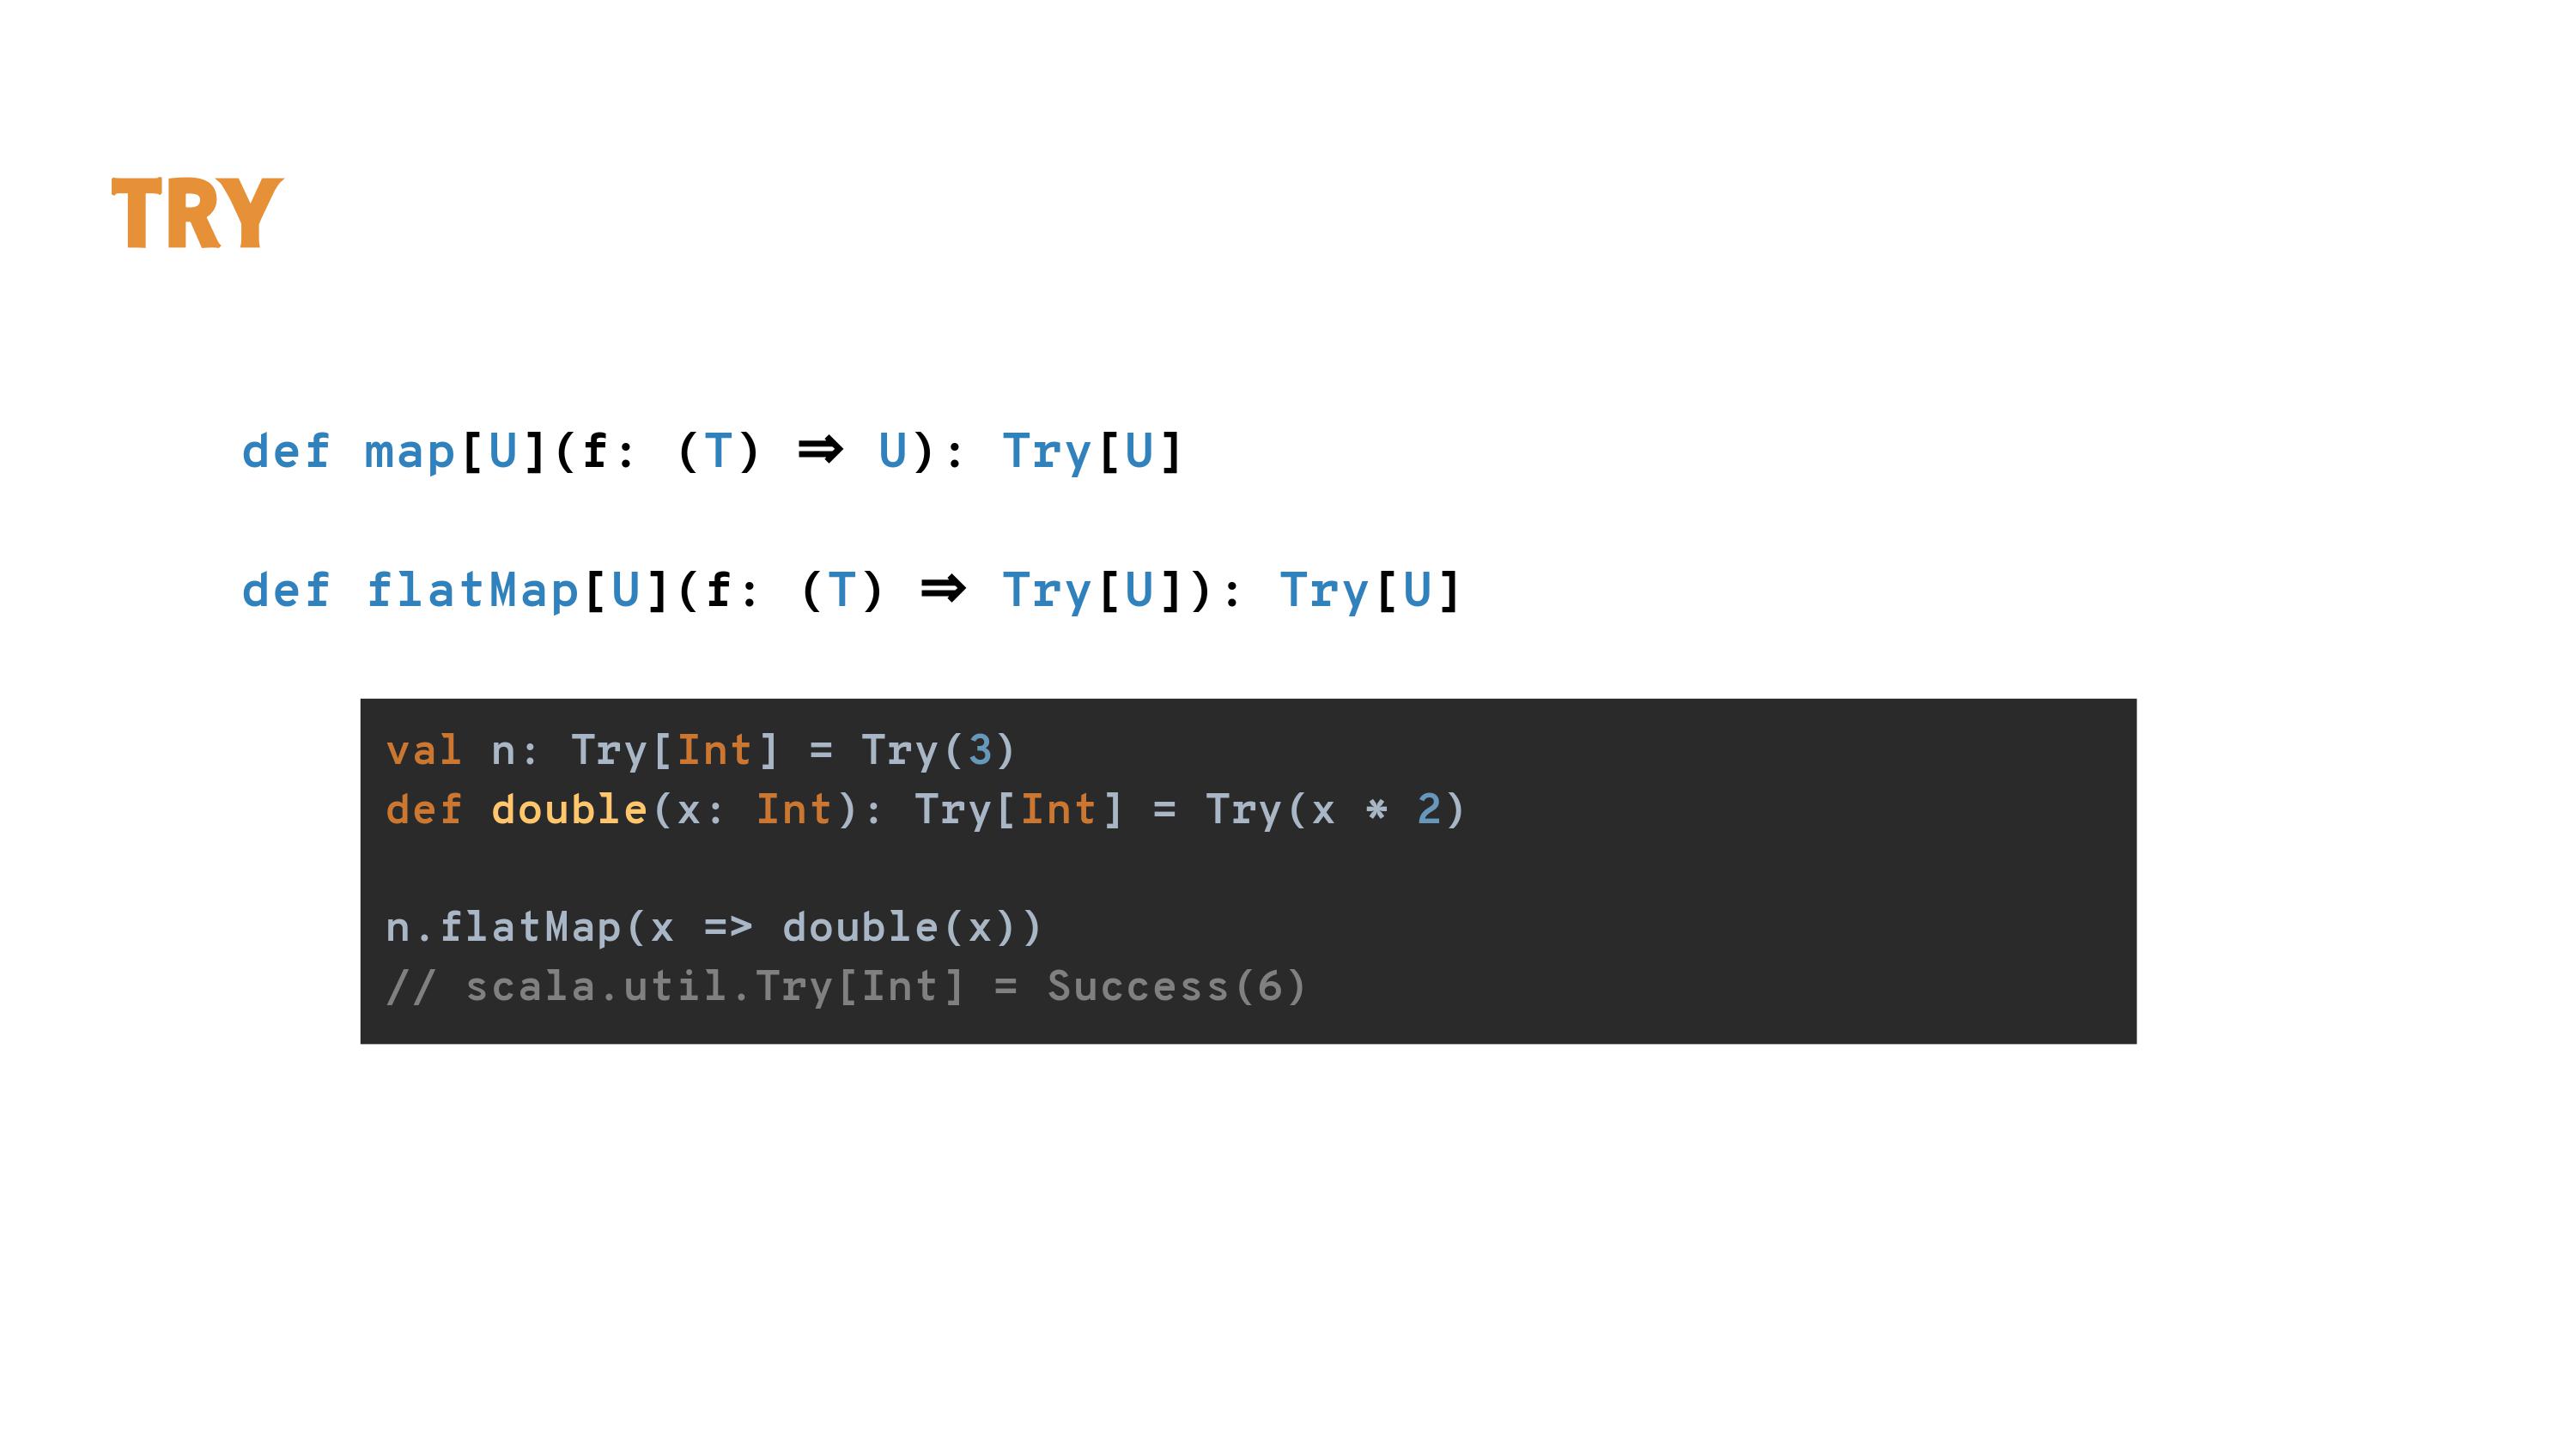 TRY
def map[U](f: (T) ⇒ U): Try[U]
def flatMap[U](f: (T) ⇒ Try[U]): Try[U]
val n: Try[Int] = Try(3)
def double(x: Int): Try[Int] = Try(x * 2)
n.flatMap(x => double(x))
// scala.util.Try[Int] = Success(6)